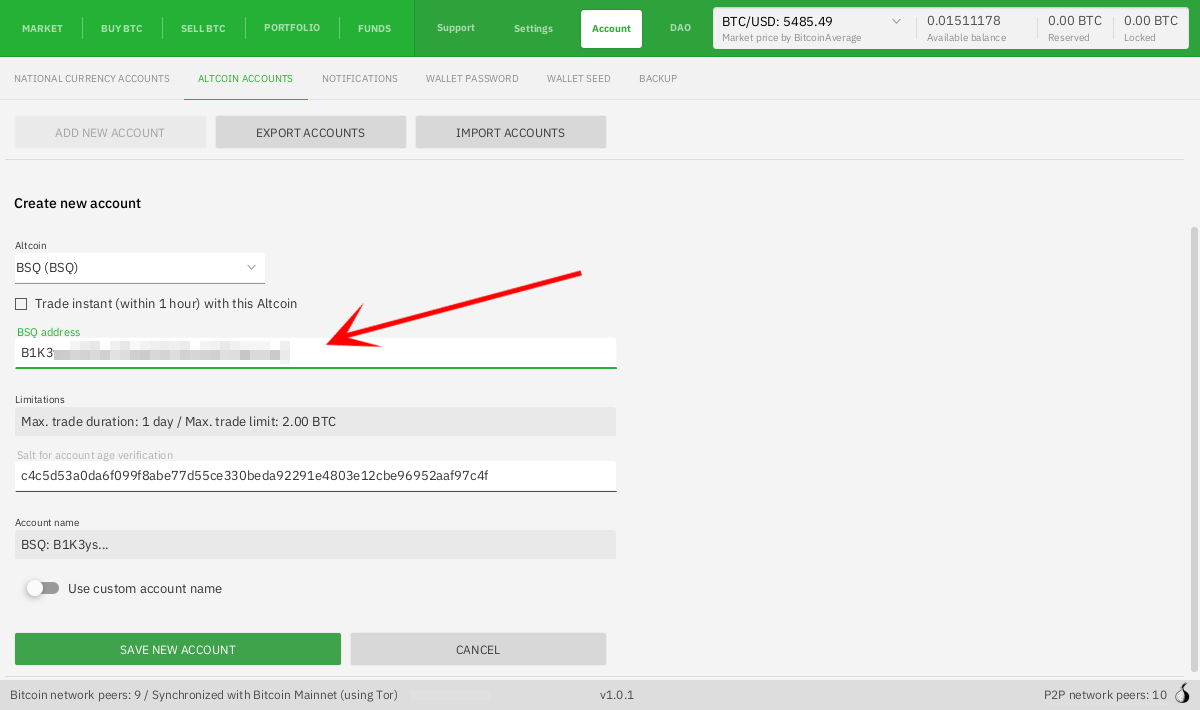 MARKET BUY BTC SELL BTC PORTFOLIO FUNDS Support Settings Account DAO
BTC/USD: 5485.49 0.01511178 0.00 BTC 0.00 BTC
Market price by BitcoinAverage Available balance Reserved Locked
NATIONAL CURRENCY ACCOUNTS ALTCOIN ACCOUNTS NOTIFICATIONS WALLET PASSWORD WALLET SEED BACKUP
ADD NEW ACCOUNT EXPORT ACCOUNTS IMPORT ACCOUNTS
Create new account
Altcoin
BSQ (BSQ)
Trade instant (within 1 hour) with this Altcoin
BSQ address
B1K3
Limitations
Max. trade duration: 1 day / Max. trade limit: 2.00 BTC
Salt for account age verification
c4c5d53a0da6f099f8abe77d55ce330beda92291e4803e12cbe96952aaf97c4f
Account name
BSQ: B1K3ys...
Use custom account name
SAVE NEW ACCOUNT CANCEL
Bitcoin network peers: 9 / Synchronized with Bitcoin Mainnet (using Tor) v1.0.1 P2P network peers: 10